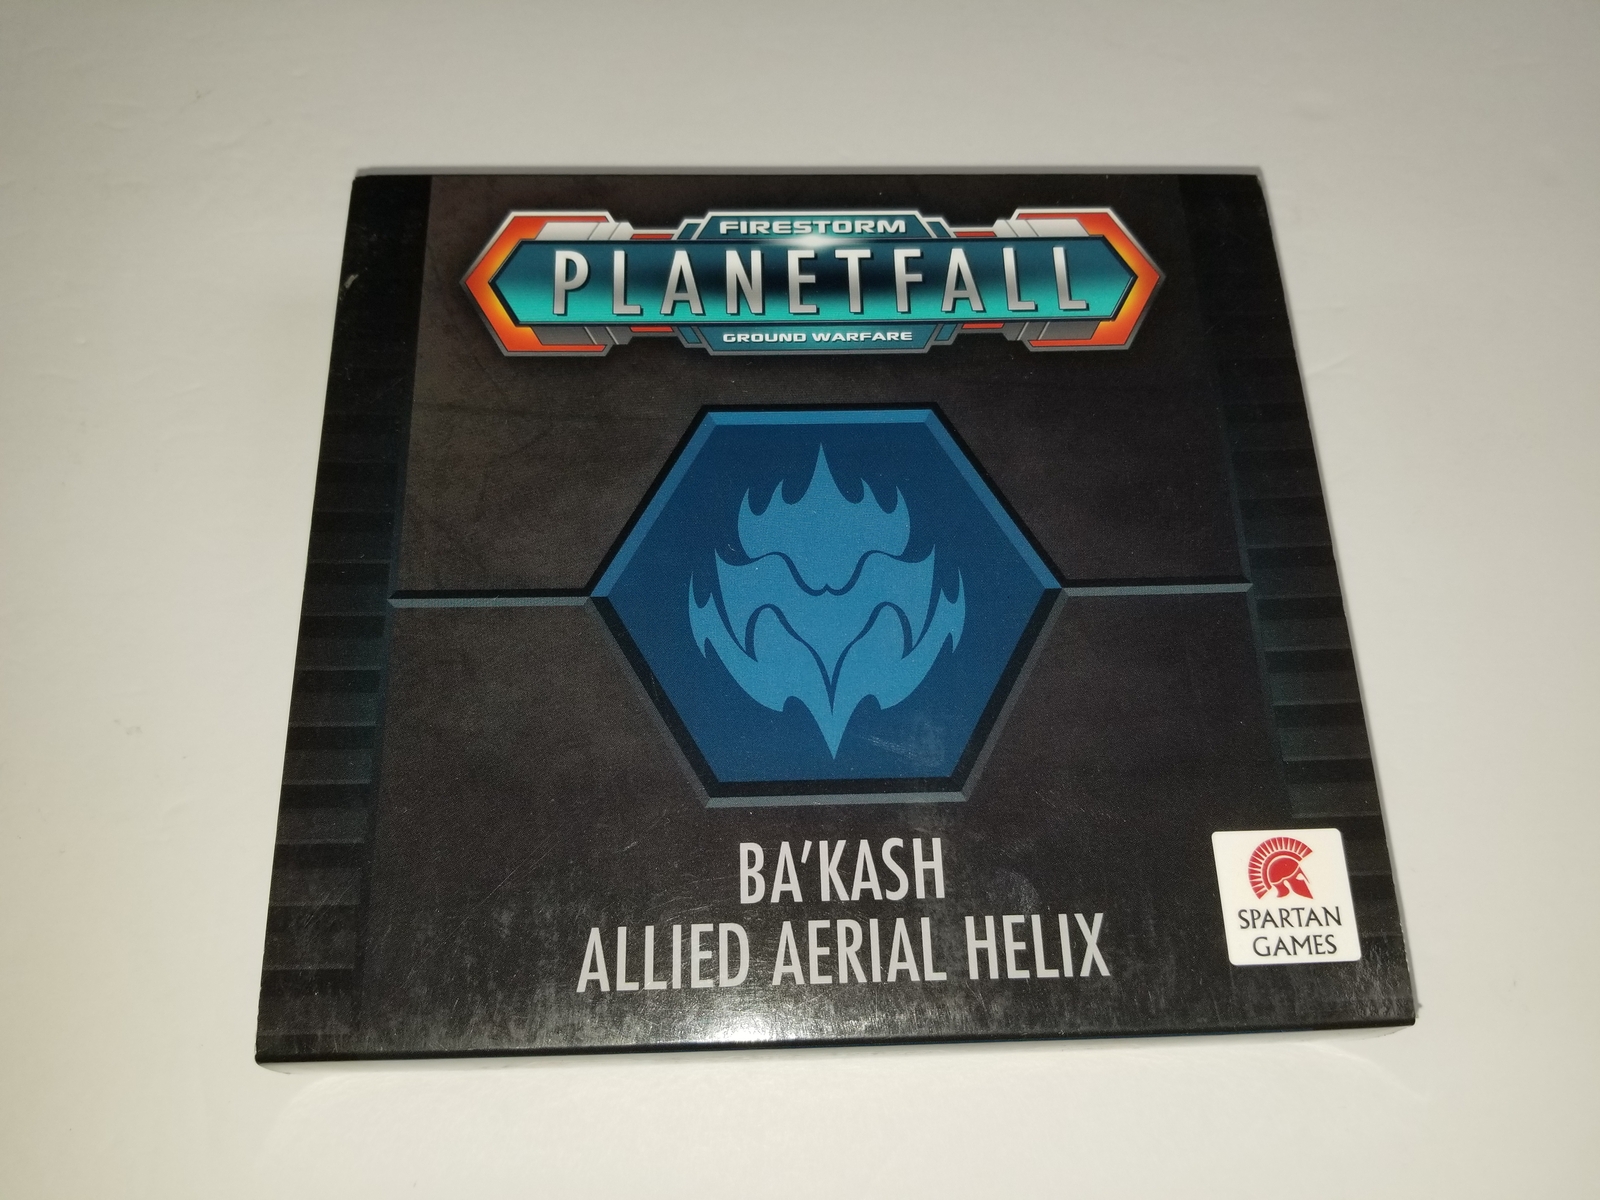 FIRESTORM
PLANETFALL
GROUND WARFARE
BA'KASH
ALLIED AERIAL HELIX
SPARTAN
GAMES